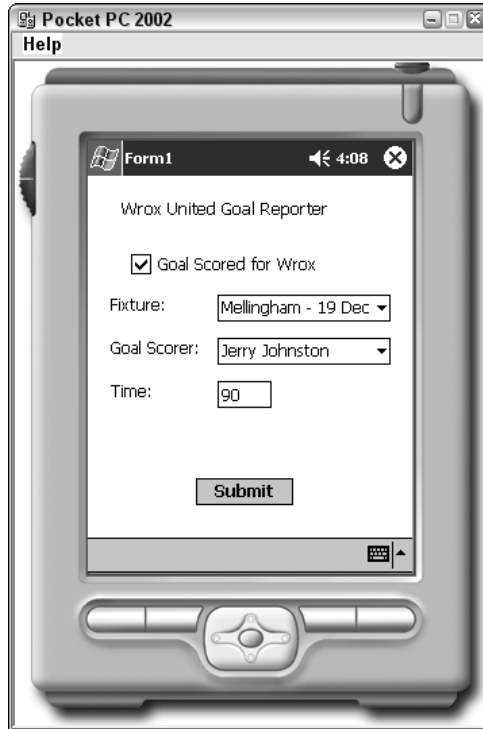 Pocket PC 2002
Help
Form1 4:08
Wrox United Goal Reporter
Goal Scored for Wrox
Fixture: Mellingham - 19 Dec
Goal Scorer: Jerry Johnston
Time: 90
Submit